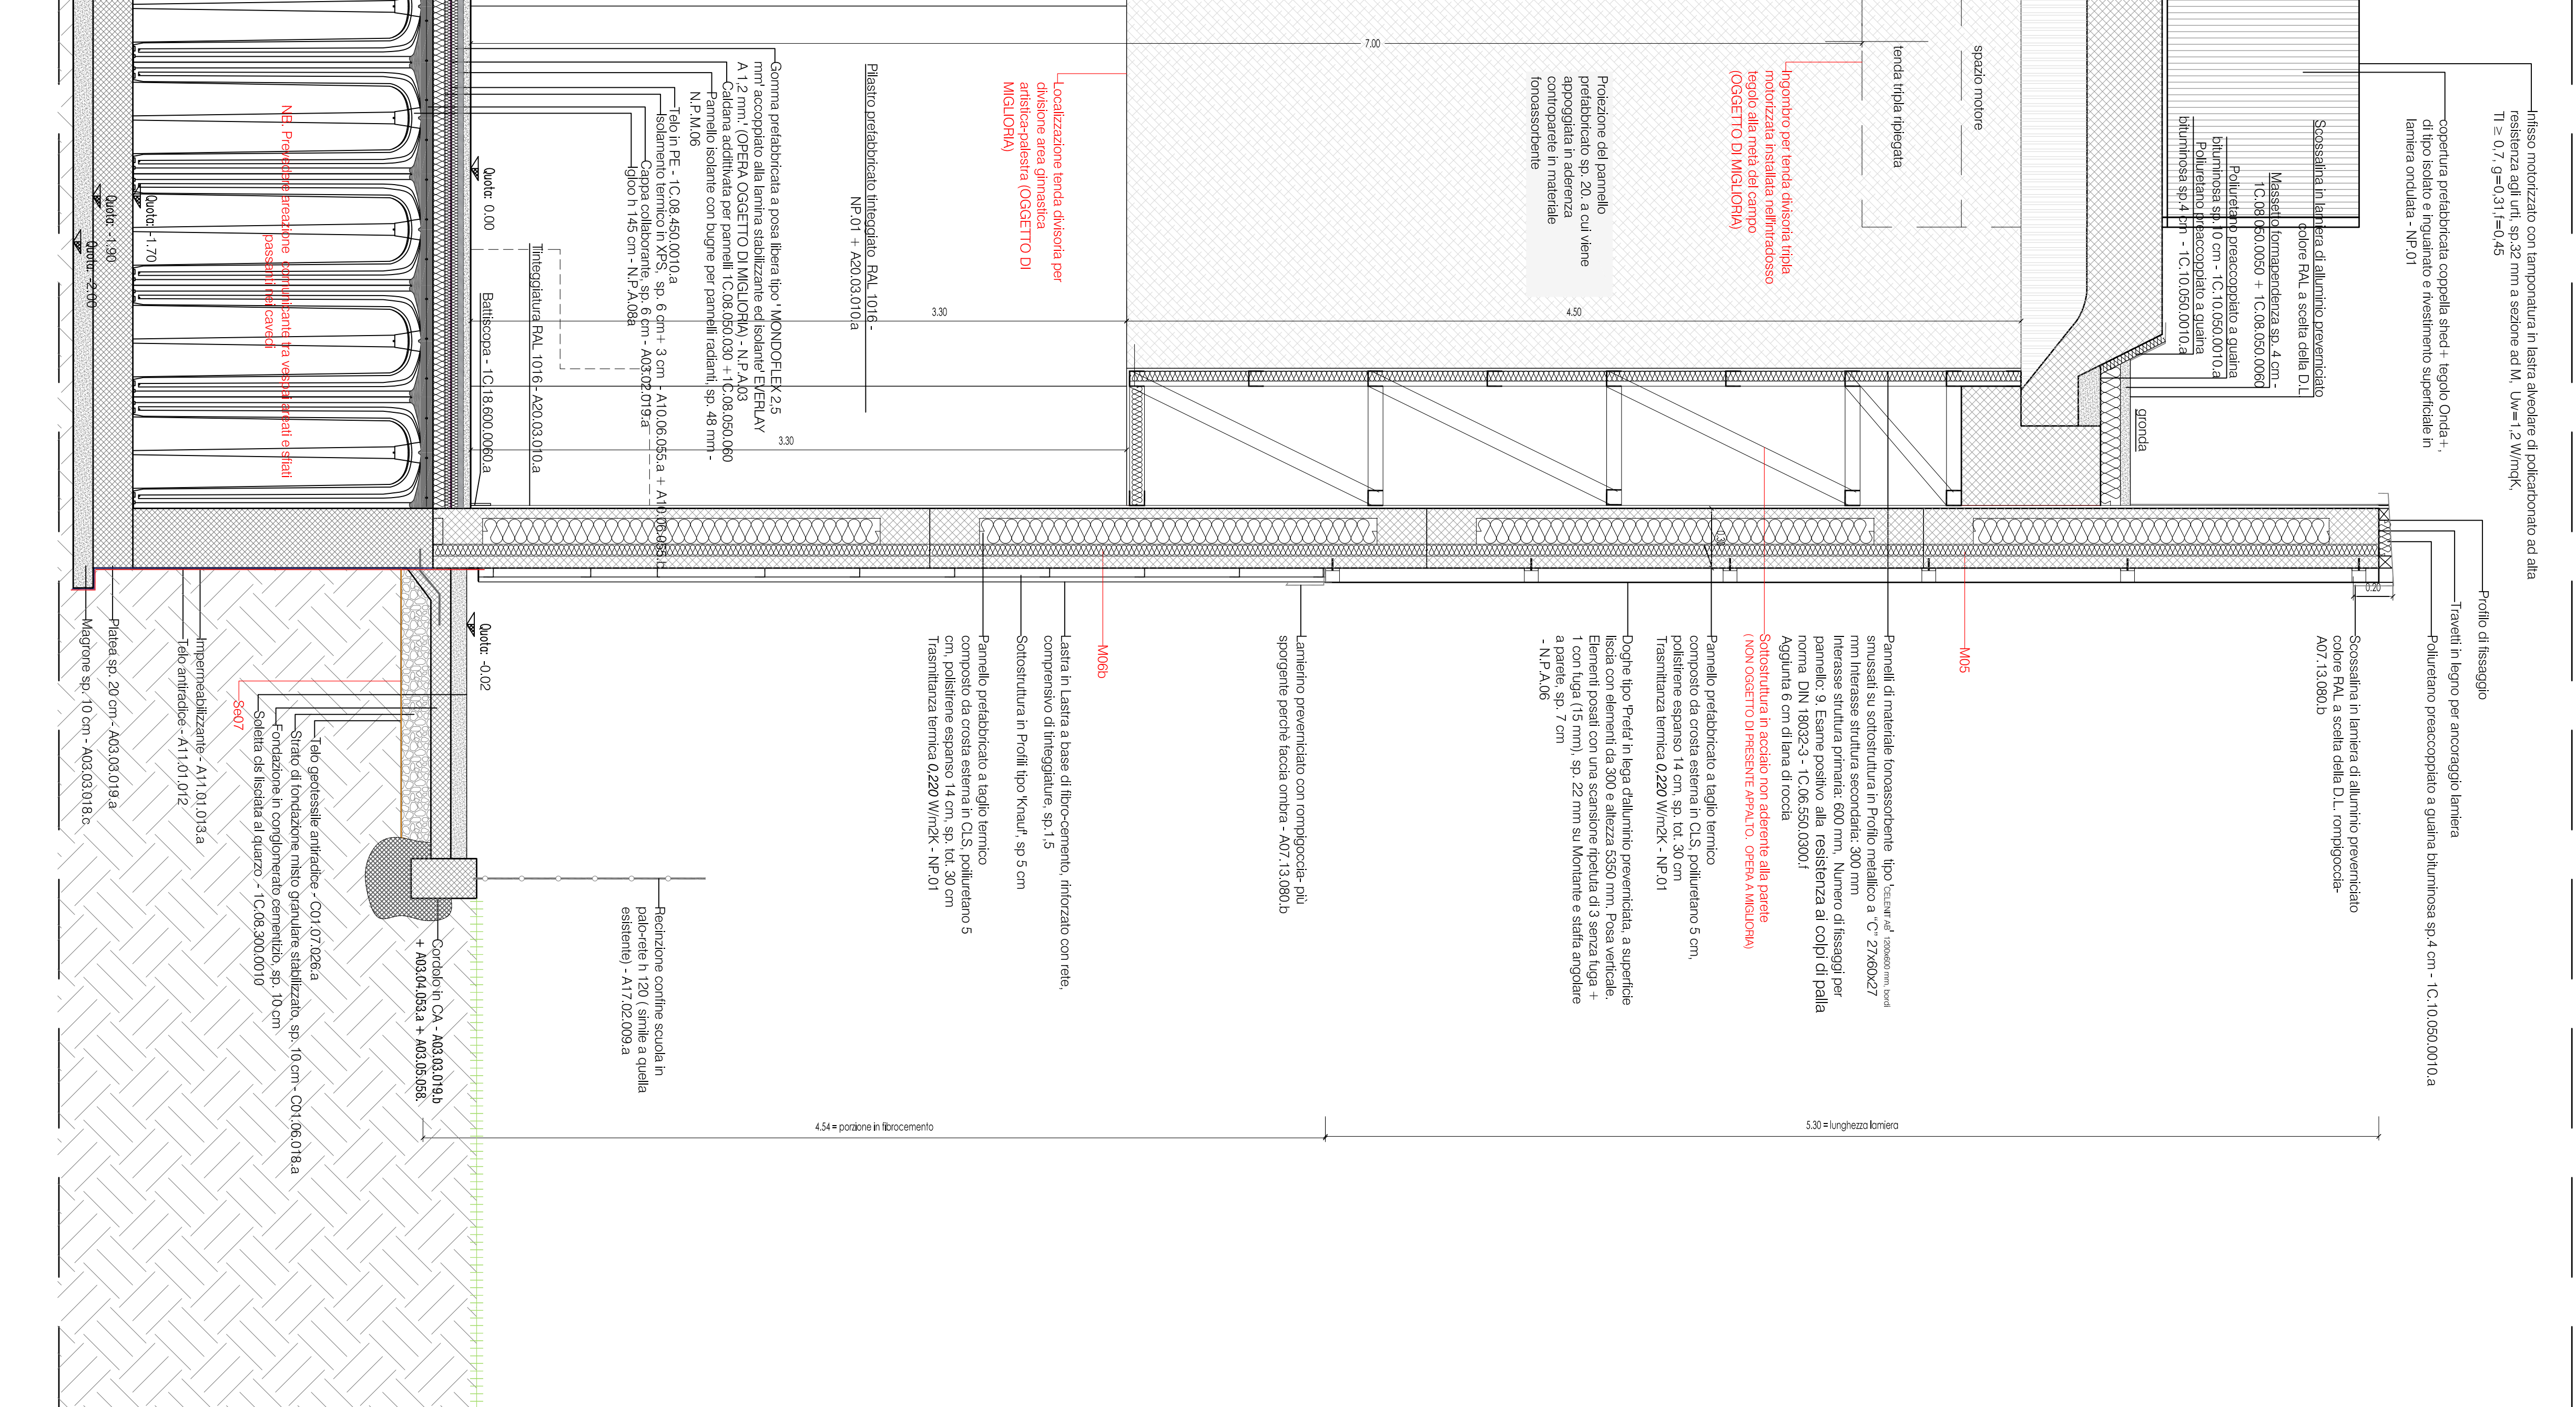 Infisso motorizzato con tamponatura in lastra alveolare di policarbonato ad alta
resistenza agli urti, sp.32 mm a sezione ad M, Uw=1,2 W/mqK,
Tl ≥ 0,7, g=0,31,f=0,45
copertura prefabbricata coppella shed+ tegolo Onda+,
di tipo isolato e inguainato e rivestimento superficiale in
lamiera ondulata - NP.01
Scossalina in lamiera di alluminio preverniciato
colore RAL a scelta della D.L
Massetto formapendenza sp. 4 cm -
1C.08.050.0050 + 1C.08.050.0060
Poliuretano preaccoppiato a guaina
bituminosa sp.10 cm - 1C.10.050.0010.a
Poliuretano preaccoppiato a guaina
bituminosa sp.4 cm - 1C.10.050.0010.a
gronda
Profilo di fissaggio
Travetti in legno per ancoraggio lamiera
Poliuretano preaccoppiato a guaina bituminosa sp.4 cm - 1C.10.050.0010.a
Scossalina in lamiera di alluminio preverniciato
colore RAL a scelta della D.L. rompigoccia-
A07.13.080.b
0.20
spazio motore
tenda tripla ripiegata
7.00
Ingombro per tenda divisoria tripla
motorizzata installata nell'intradosso
tegolo alla metà del campo
(OGGETTO DI MIGLIORIA)
Proiezione del pannello
prefabbricato sp. 20. a cui viene
appoggiata in aderenza
controparete in materiale
fonoassorbente
4.50
M05
Pannelli di materiale fonoassorbente tipo 'CELENIT AB' 1200x600 mm, bordi
smussati su sottostruttura in Profilo metallico a "C" 27x60x27
mm Interasse struttura secondaria: 300 mm
Interasse struttura primaria: 600 mm, Numero di fissaggi per
pannello: 9. Esame positivo alla resistenza ai colpi di palla
norma DIN 18032-3 - 1C.06.550.0300.f
Aggiunta 6 cm di lana di roccia
Sottostruttura in acciaio non aderente alla parete
( NON OGGETTO DI PRESENTE APPALTO. OPERA A MIGLIORIA)
Pannello prefabbricato a taglio termico
composto da crosta esterna in CLS, poiliuretano 5 cm,
polistirene espanso 14 cm, sp. tot. 30 cm
Trasmittanza termica 0,220 W/m2K - NP.01
0.30
Doghe tipo 'Prefa' in lega d'alluminio preverniciata, a superficie
liscia con elementi da 300 e altezza 5350 mm. Posa verticale.
Elementi posati con una scansione ripetuta di 3 senza fuga +
1 con fuga (15 mm), sp. 22 mm su Montante e staffa angolare
a parete, sp. 7 cm
- N.P.A.06
Lamierino preverniciato con rompigoccia- più
sporgente perchè faccia ombra - A07.13.080.b
5.30 = lunghezza lamiera
4.54 = porzione in fibrocemento
Localizzazione tenda divisoria per
divisione area ginnastica
artistica-palestra (OGGETTO DI
MIGLIORIA)
3.30
3.30
M06b
Lastra in Lastra a base di fibro-cemento, rinforzato con rete,
comprensivo di tinteggiature, sp.1,5
Sottostruttura in Profili tipo 'Knauf', sp 5 cm
Pannello prefabbricato a taglio termico
composto da crosta esterna in CLS, poiliuretano 5
cm, polistirene espanso 14 cm, sp. tot. 30 cm
Trasmittanza termica 0,220 W/m2K - NP.01
Pilastro prefabbricato tinteggiato RAL 1016 -
NP.01 + A20.03.010.a
Gomma prefabbricata a posa libera tipo ' MONDOFLEX 2,5
mm' accoppiato alla lamina stabilizzante ed isolante' EVERLAY
A 1,2 mm.' (OPERA OGGETTO DI MIGLIORIA) - N.P.A.03
Caldana additivata per pannelli 1C.08.050.030 +1C.08.050.060
Pannello isolante con bugne per pannelli radianti, sp. 48 mm -
N.P.M.06
Telo in PE - 1C.08.450.0010.a
Isolamento termico in XPS, sp. 6 cm+ 3 cm - A10.06.055.a + A10.06.055.b
Cappa collaborante, sp. 6 cm - A03.02.019.a
Igloo h 145 cm - N.P.A.08a
Tinteggiatura RAL 1016 - A20.03.010.a
Battiscopa - 1C.18.600.0060.a
Quota: 0.00
Recinzione confine scuola in
palo-rete h 120 ( simile a quella
esistente) - A17.02.009.a
Quota: -0.02
Cordolo in CA - A03.03.019.b
+ A03.04.053.a + A03.05.058.
NB. Prevedere areazione comunicante tra vespai areati e sfiati
passanti nei cavedi
Telo geotessile antiradice - C01.07.026.a
Strato di fondazione misto granulare stabilizzato, sp. 10 cm - C01.06.018.a
Fondazione in conglomerato cementizio, sp. 10 cm
Soletta cls lisciata al quarzo - 1C.08.300.0010
Se07
Impermeabilizzante - A11.01.013.a
Telo antiradice - A11.01.012
Quota: -1.70
Quota: -1.90
Quota: -2.00
Platea sp. 20 cm - A03.03.019.a
Magrone sp. 10 cm - A03.03.018.c